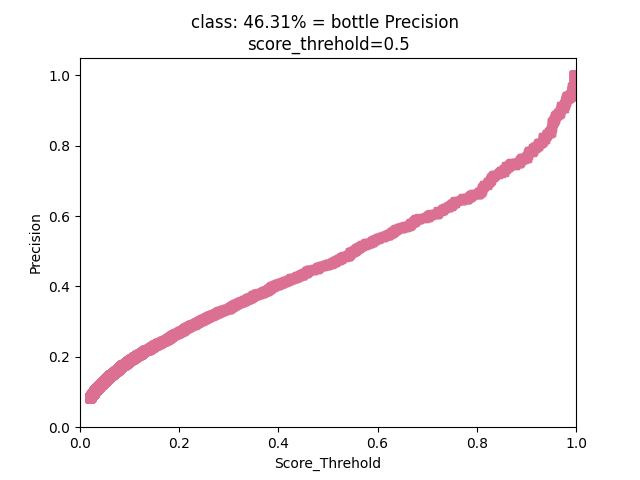 class: 46.31% = bottle Precision
score_threhold=0.5
Precision
1.0
0.8
0.6
0.4
0.2
0.0
0.0 0.2 0.4 0.6 0.8 1.0
Score_Threhold